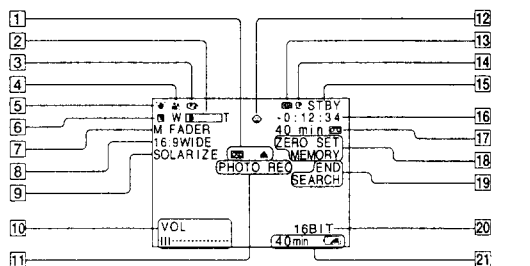 1
2
3
4
5
6
7
8
9
10
11
12
13
14
15
16
17
18
19
20
21
STBY
W T
-0:12:34
M FADER
40 min
16:9WIDE
ZERO SET
MEMORY
SOLARIZE
PHOTO REC
END
SEARCH
VOL
16BIT
40min